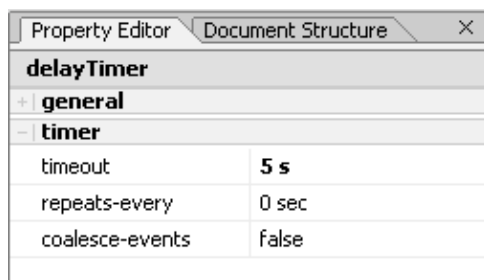 Property Editor Document Structure
delayTimer
general
timer
timeout 5 s
repeats-every 0 sec
coalesce-events false